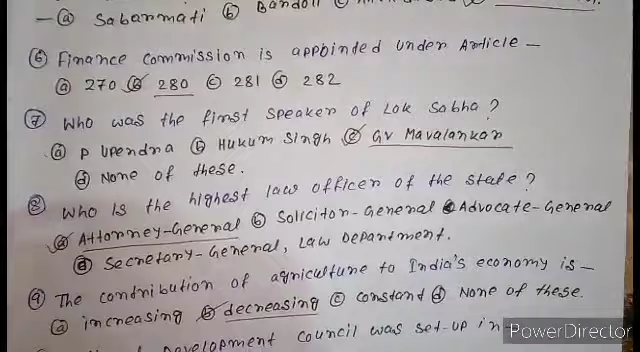 — ⓐ Sabarmati ⓑ Bardoli ⓒ
⑥ Finance Commission is appointed under Article —
ⓐ 270 ⓑ 280 ⓒ 281 ⓓ 282
⑦ Who was the first speaker of Lok Sabha?
ⓐ P Upendra ⓑ Hukum Singh ⓒ GV Mavalankar
ⓓ None of these.
⑧ Who is the highest law officer of the state?
ⓐ Attorney-General ⓑ Solicitor-General ⓒ Advocate-General
ⓓ Secretary-General, Law Department.
⑨ The contribution of agriculture to India's economy is —
ⓐ increasing ⓑ decreasing ⓒ constand ⓓ None of these.
Development Council was set-up in
PowerDirector